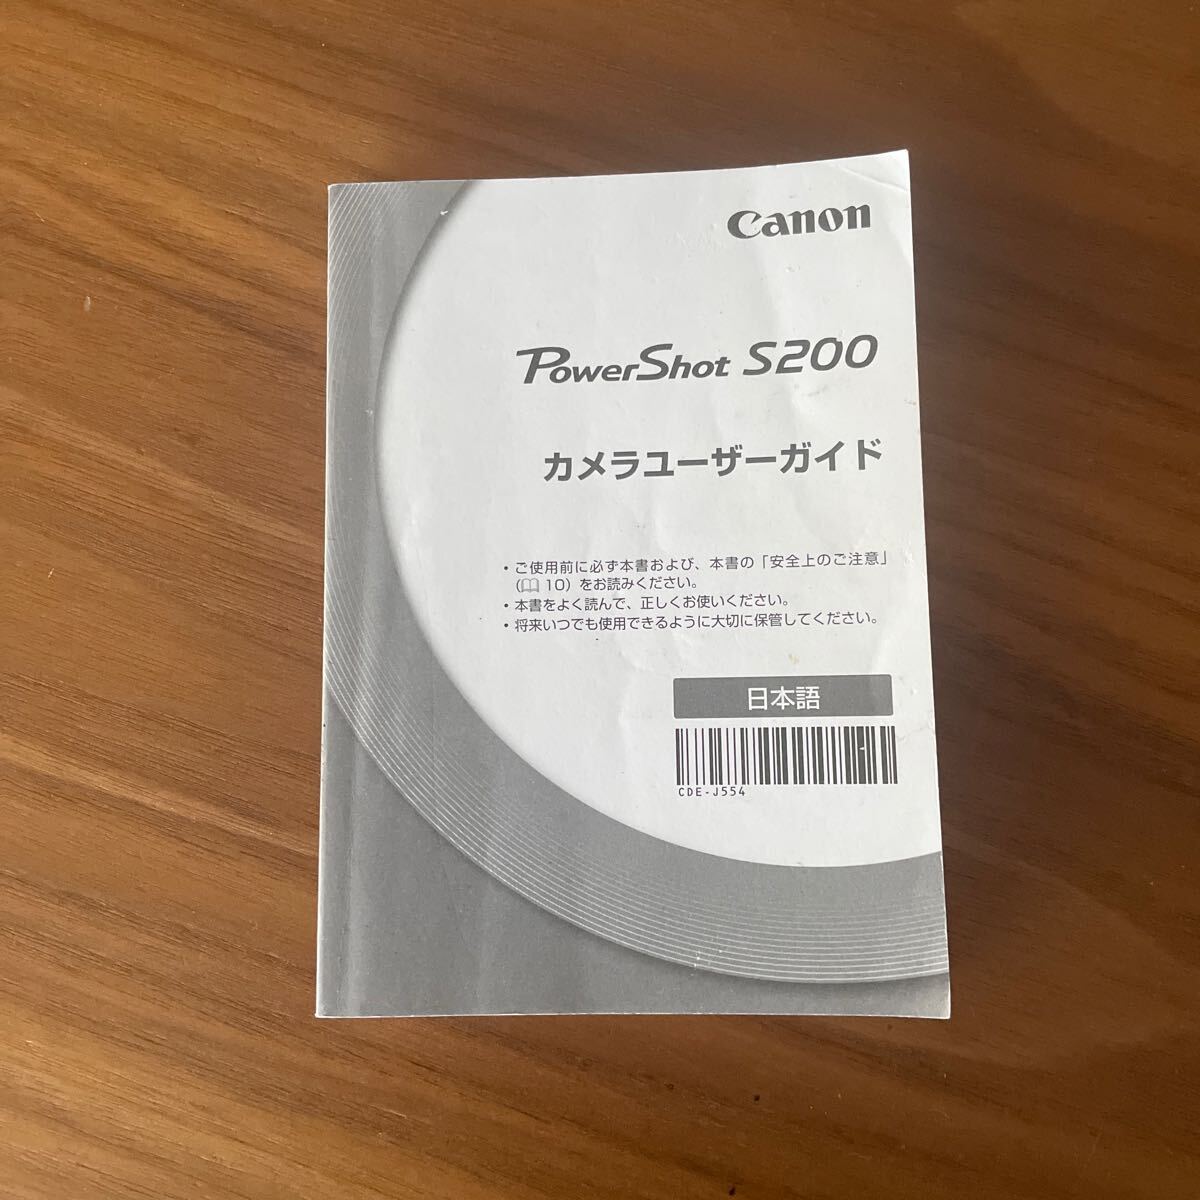 Canon
PowerShot S200
カメラユーザーガイド
・ご使用前に必ず本書および、本書の「安全上のご注意」
（📖 10）をお読みください。
・本書をよく読んで、正しくお使いください。
・将来いつでも使用できるように大切に保管してください。
日本語
CDE-J554